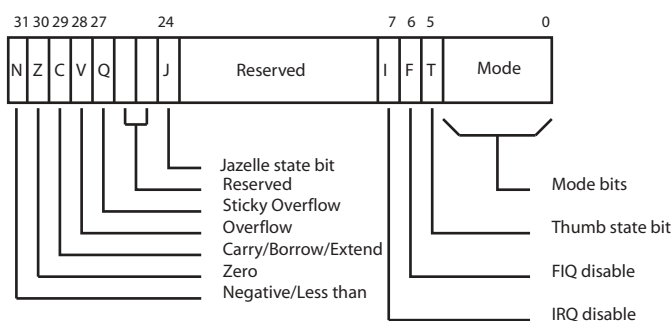 31 30 29 28 27 24 7 6 5 0
N Z C V Q J Reserved I F T Mode
Jazelle state bit
Reserved Mode bits
Sticky Overflow
Overflow Thumb state bit
Carry/Borrow/Extend
Zero FIQ disable
Negative/Less than
IRQ disable